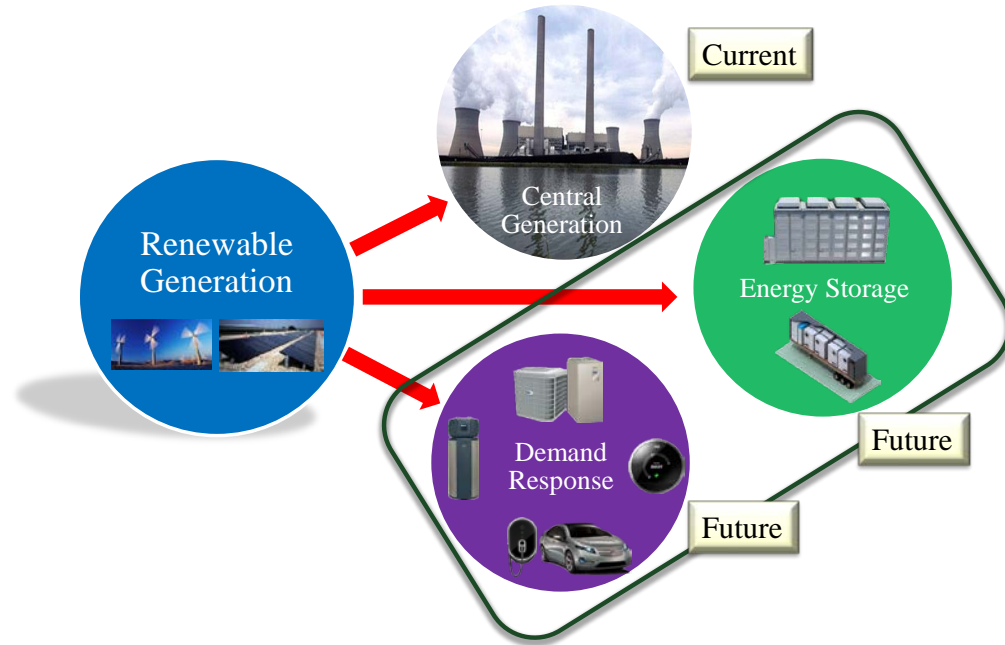 Current
Central
Generation
Renewable
Generation
Energy Storage
Demand
Response
Future
Future